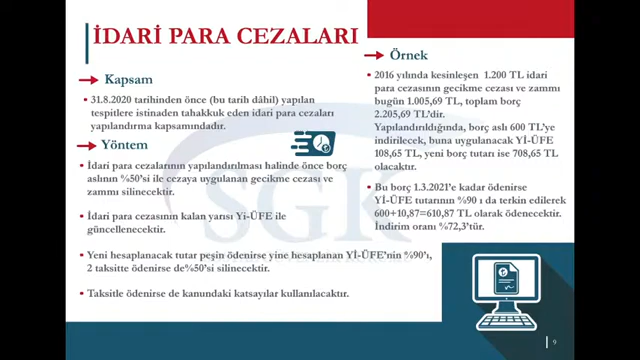 İDARİ PARA CEZALARI
Kapsam
▪ 31.8.2020 tarihinden önce (bu tarih dâhil) yapılan
tespitlere istinaden tahakkuk eden idari para cezaları
yapılandırma kapsamındadır.
Yöntem
▪ İdari para cezalarının yapılandırılması halinde önce borç
aslının %50'si ile cezaya uygulanan gecikme cezası ve
zammı silinecektir.
▪ İdari para cezasının kalan yarısı Yi-ÜFE ile
güncellenecektir.
▪ Yeni hesaplanacak tutar peşin ödenirse yine hesaplanan Yİ-ÜFE'nin %90'ı,
2 taksitte ödenirse de%50'si silinecektir.
▪ Taksitle ödenirse de kanundaki katsayılar kullanılacaktır.
Örnek
▪ 2016 yılında kesinleşen 1.200 TL idari
para cezasının gecikme cezası ve zammı
bugün 1.005,69 TL, toplam borç
2.205,69 TL'dir.
Yapılandırıldığında, borç aslı 600 TL'ye
indirilecek, buna uygulanacak Yİ-ÜFE
108,65 TL, yeni borç tutarı ise 708,65 TL
olacaktır.
▪ Bu borç 1.3.2021'e kadar ödenirse
Yİ-ÜFE tutarının %90 ı da terkin edilerek
600+10,87=610,87 TL olarak ödenecektir.
İndirim oranı %72,3'tür.
SGK
9